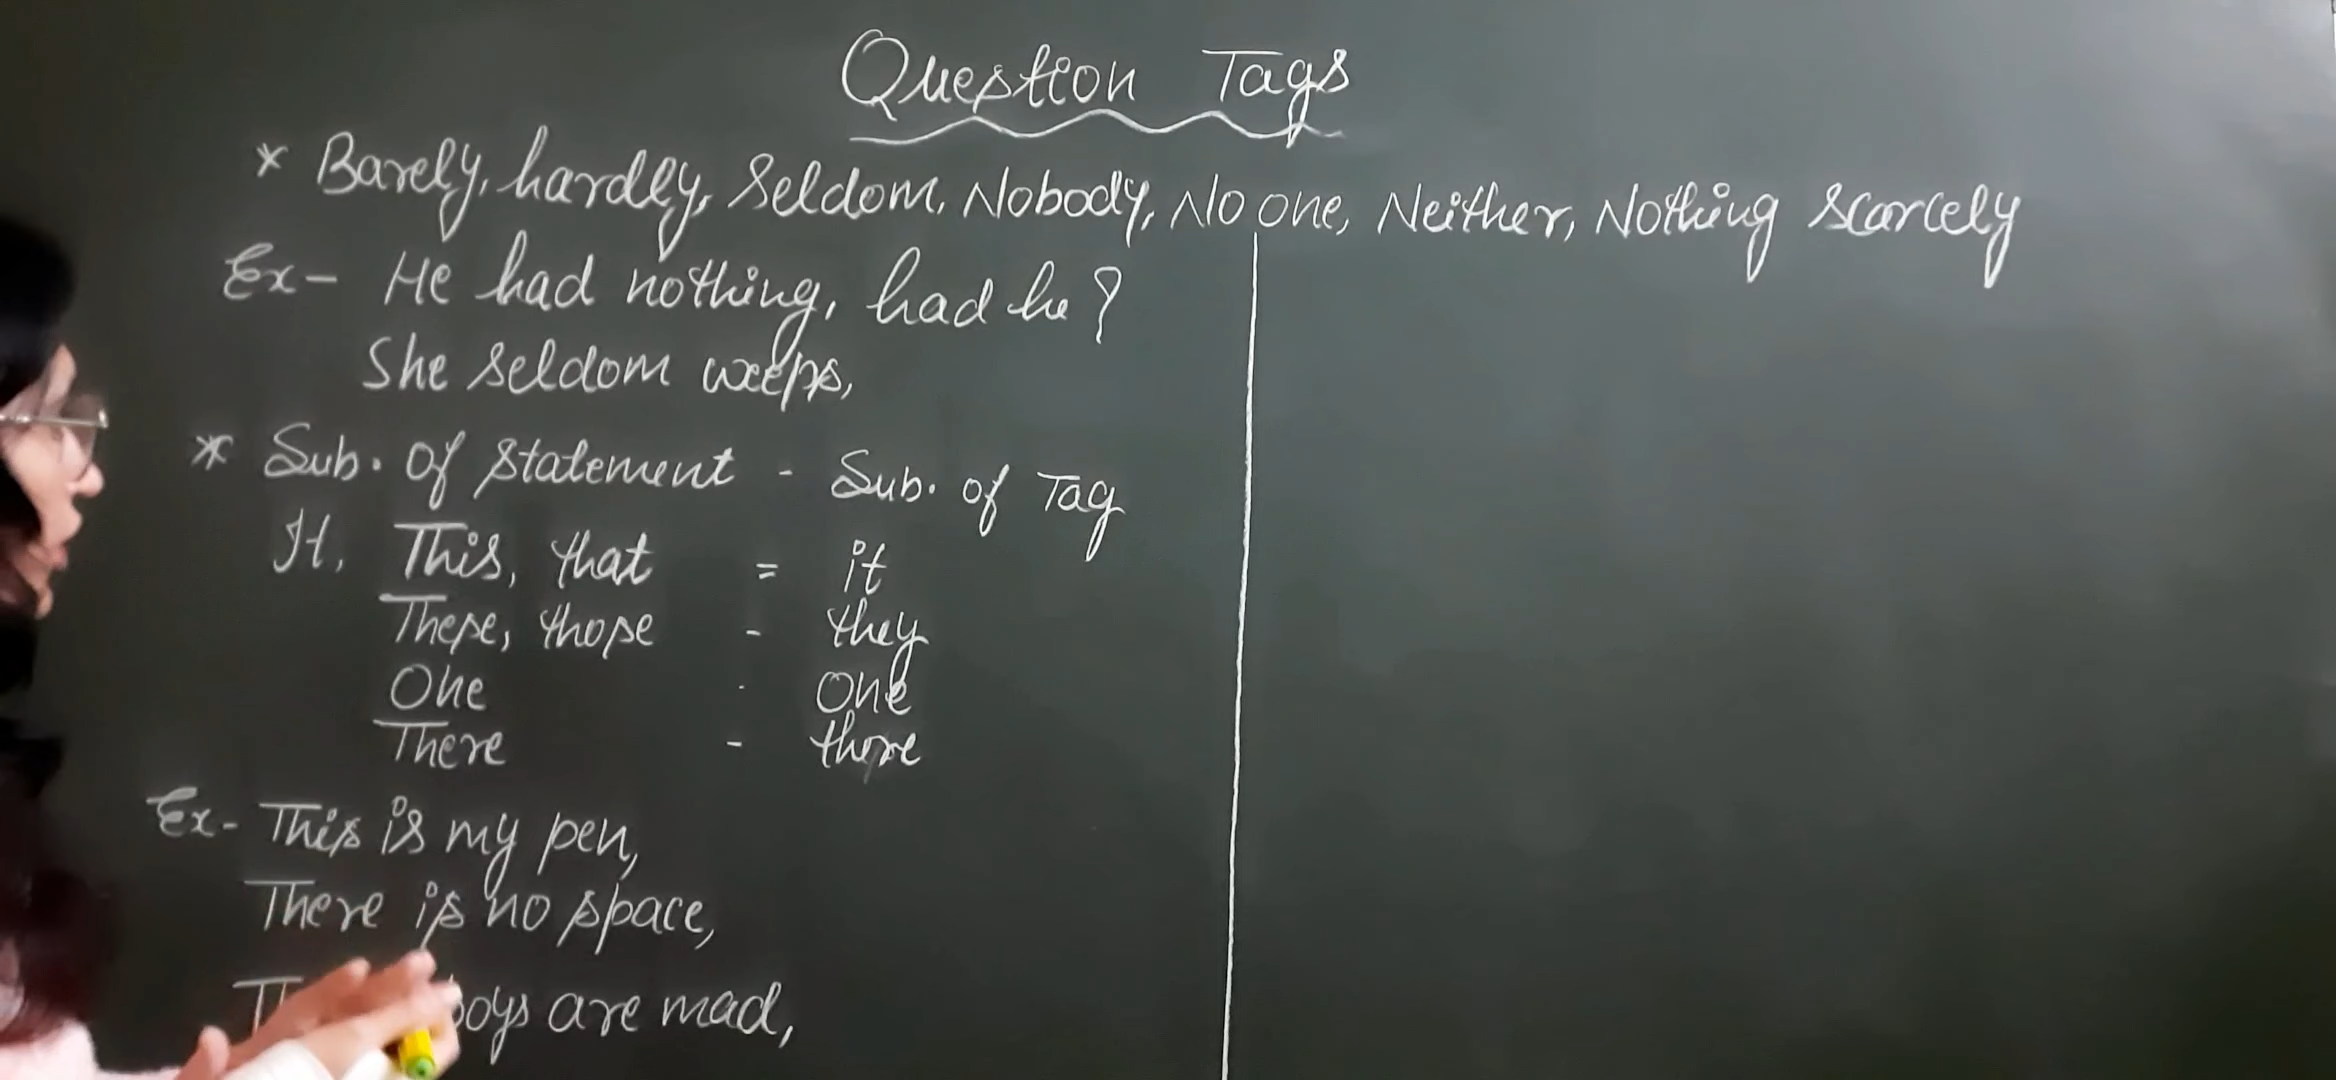 Question Tags
* Barely, hardly, Seldom, Nobody, No one, Neither, Nothing scarcely
Ex- He had nothing, had he?
She seldom weeps,
* Sub. of statement - Sub. of Tag
It, This, that = it
These, those - they
One - one
There - there
Ex- This is my pen,
There is no space,
boys are mad,